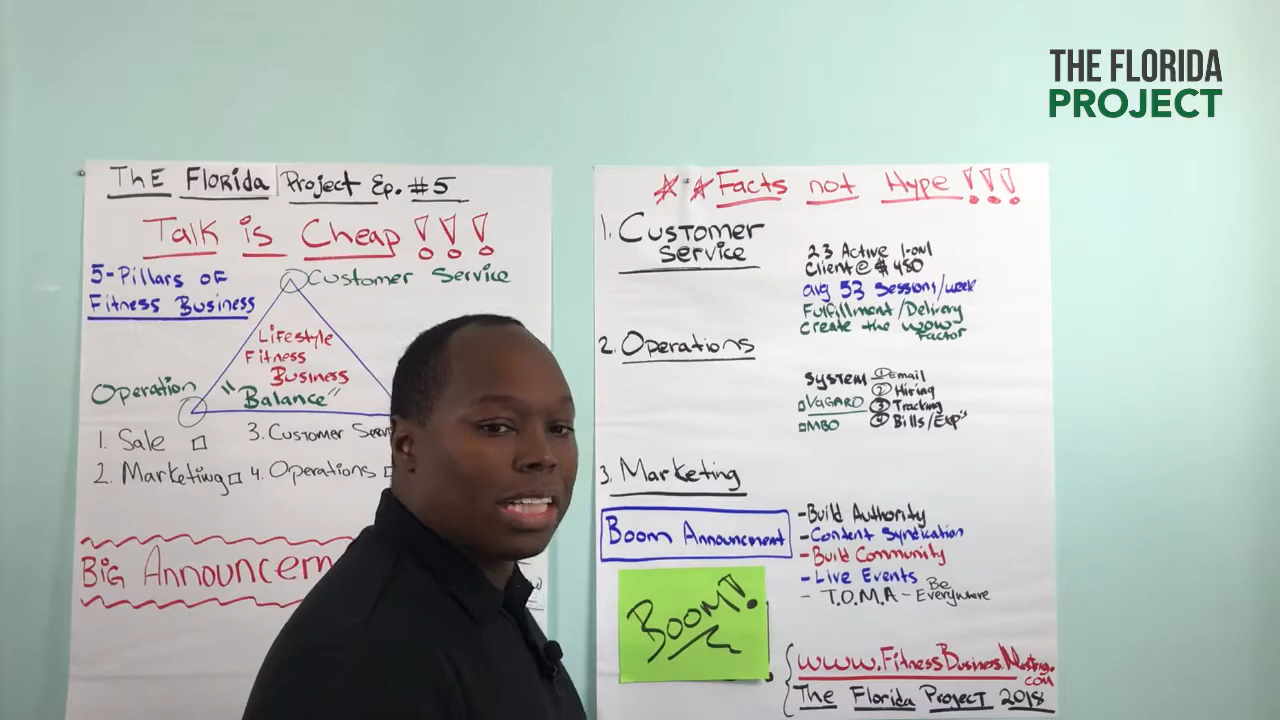 THE FLORIDA
PROJECT
THE Florida Project Ep. #5
Talk is Cheap !!!
5-Pillars of
Fitness Business
Customer Service
Lifestyle
Fitness
Business
"Balance"
Operation
1. Sale
3. Customer Serv
2. Marketing
4. Operations
Big Announcem
Facts not Hype !!!
1. Customer
Service
23 Active 1-on1
Client @ $450
avg 53 Sessions/week
Fulfillment/Delivery
Create the wow
Factor
2. Operations
System ① Email
② Hiring
VAGARO ③ Tracking
MBO ④ Bills/Exp's
3. Marketing
Boom Announcment
BOOM!
-Build Authority
-Content Syndication
-Build Community
-Live Events
- T.O.M.A - Be Everywhere
www.FitnessBusiness
com
The Florida Project 2018